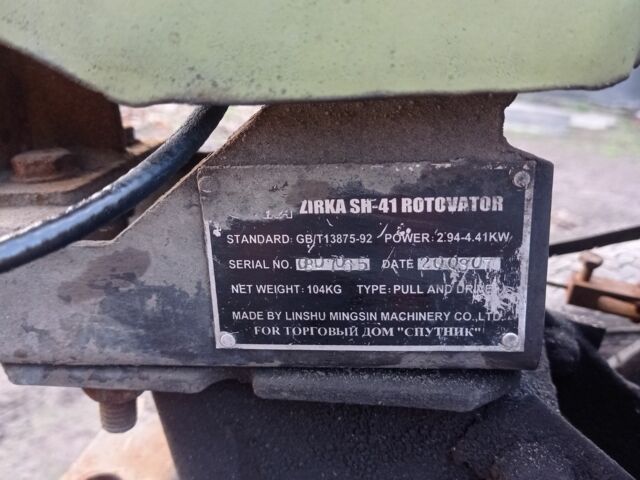 ZIRKA SH-41 ROTOVATOR
STANDARD: GB/T13875-92 POWER: 2.94-4.41KW
SERIAL NO. DATE 200307
NET WEIGHT: 104KG TYPE: PULL AND DRIVE
MADE BY LINSHU MINGSIN MACHINERY CO.,LTD.
FOR ТОРГОВЫЙ ДОМ "СПУТНИК"